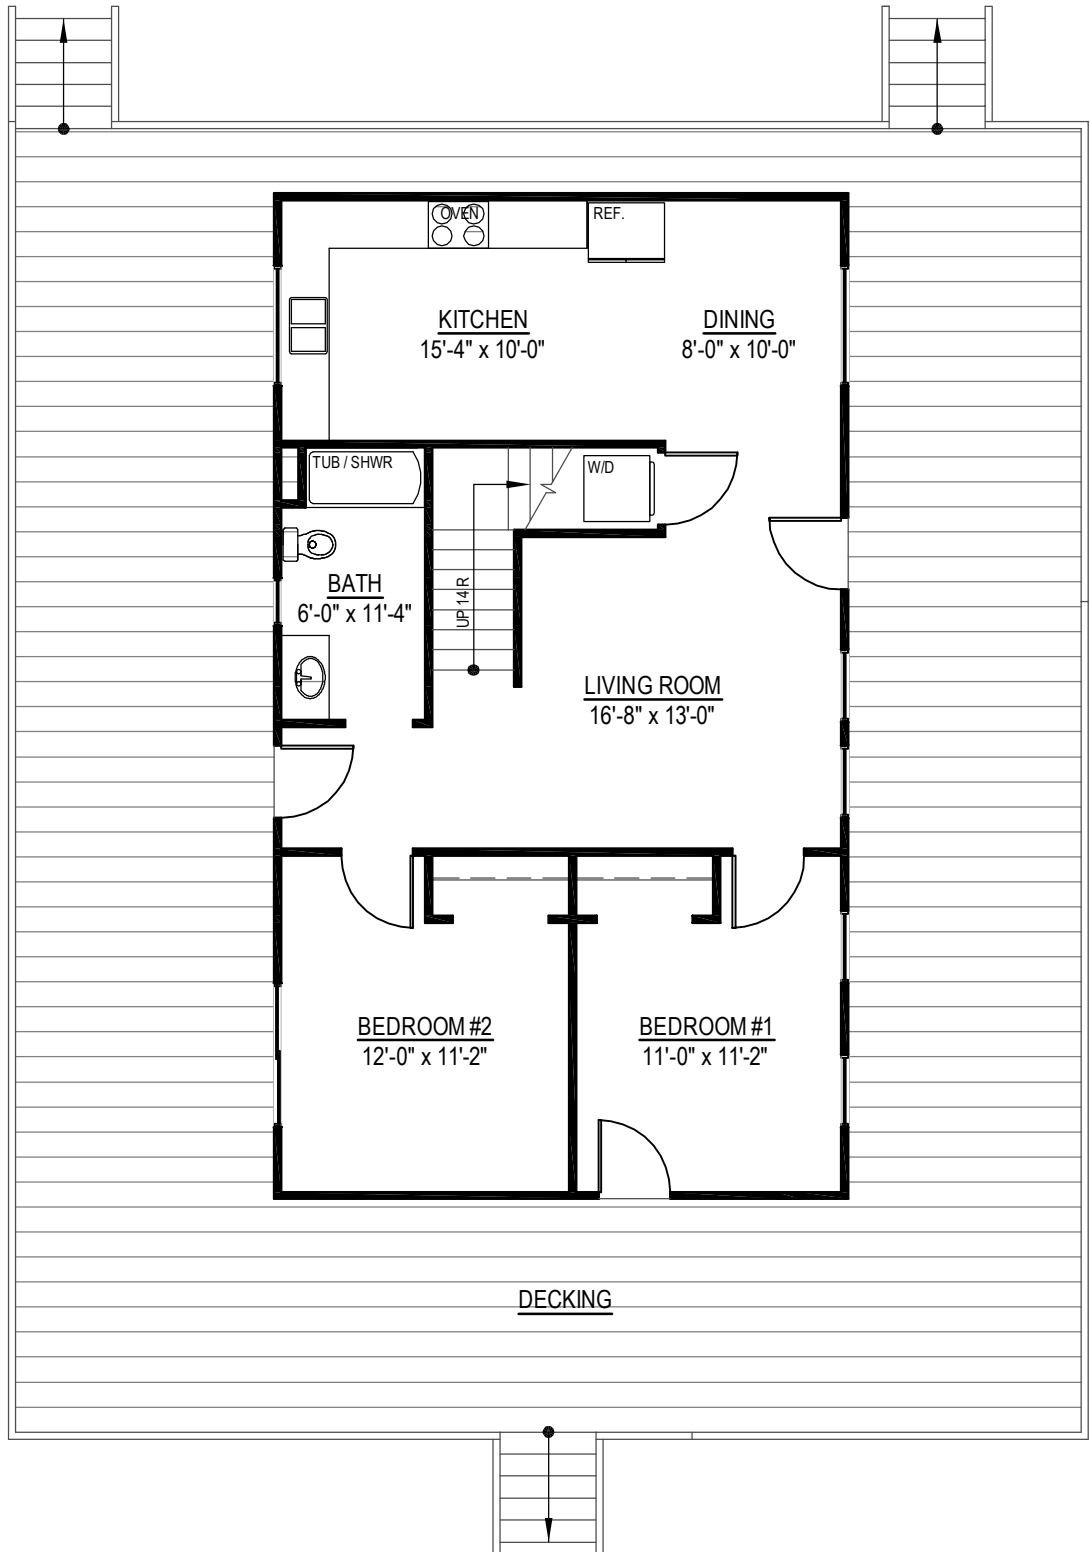 OVEN
REF.
KITCHEN
15'-4" x 10'-0"
DINING
8'-0" x 10'-0"
TUB / SHWR
W/D
BATH
6'-0" x 11'-4"
UP 14 R
LIVING ROOM
16'-8" x 13'-0"
BEDROOM #2
12'-0" x 11'-2"
BEDROOM #1
11'-0" x 11'-2"
DECKING